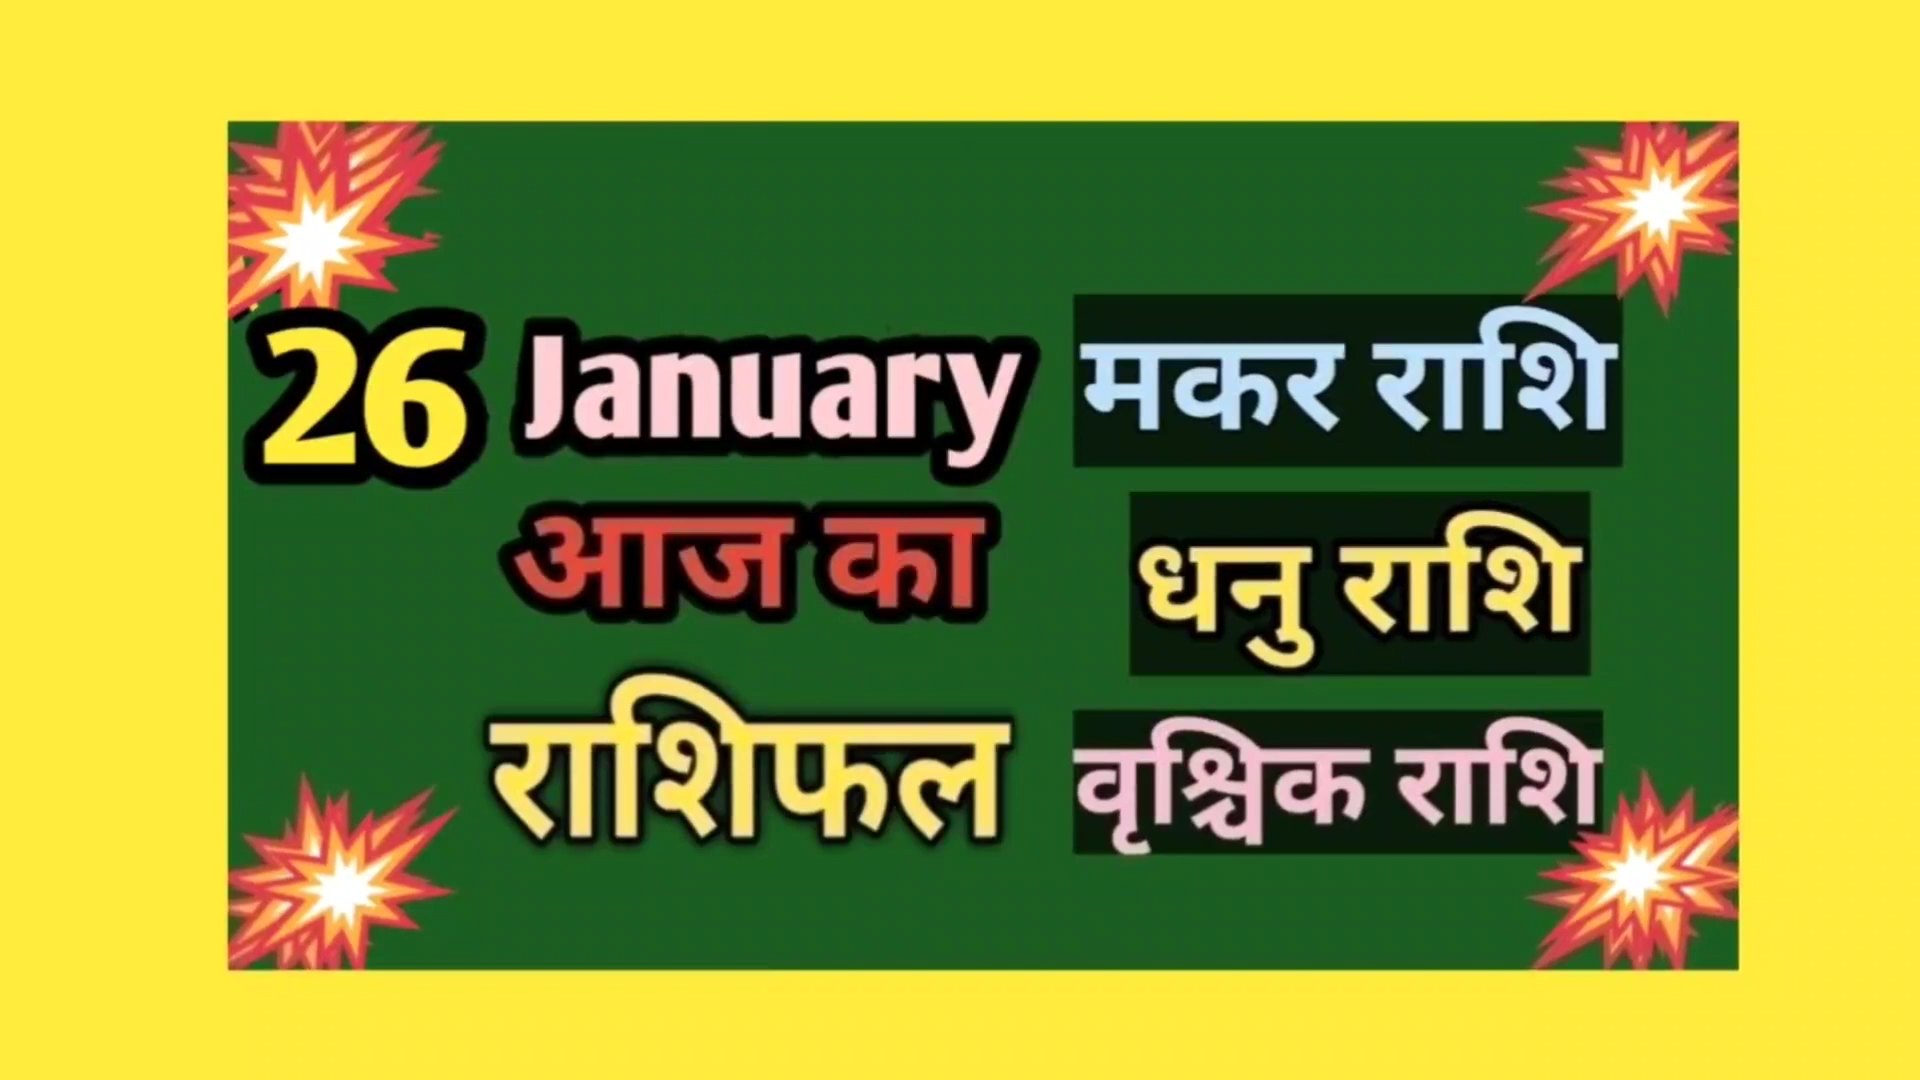 26 January
आज का
राशिफल
मकर राशि
धनु राशि
वृश्चिक राशि